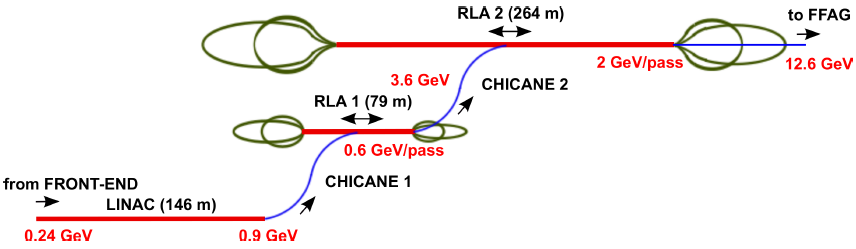 RLA 2 (264 m)
to FFAG
2 GeV/pass
12.6 GeV
3.6 GeV
CHICANE 2
RLA 1 (79 m)
0.6 GeV/pass
from FRONT-END
CHICANE 1
LINAC (146 m)
0.24 GeV
0.9 GeV